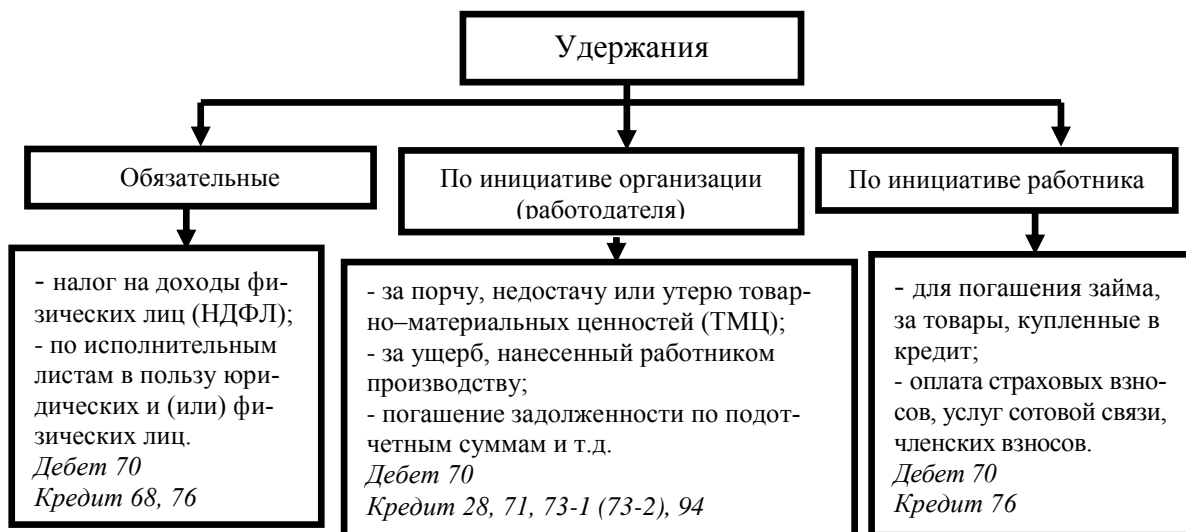 Удержания
Обязательные
По инициативе организации
(работодателя)
По инициативе работника
- налог на доходы фи-
зических лиц (НДФЛ);
- по исполнительным
листам в пользу юри-
дических и (или) фи-
зических лиц.
Дебет 70
Кредит 68, 76
- за порчу, недостачу или утерю товар-
но–материальных ценностей (ТМЦ);
- за ущерб, нанесенный работником
производству;
- погашение задолженности по подот-
четным суммам и т.д.
Дебет 70
Кредит 28, 71, 73-1 (73-2), 94
- для погашения займа,
за товары, купленные в
кредит;
- оплата страховых взно-
сов, услуг сотовой связи,
членских взносов.
Дебет 70
Кредит 76